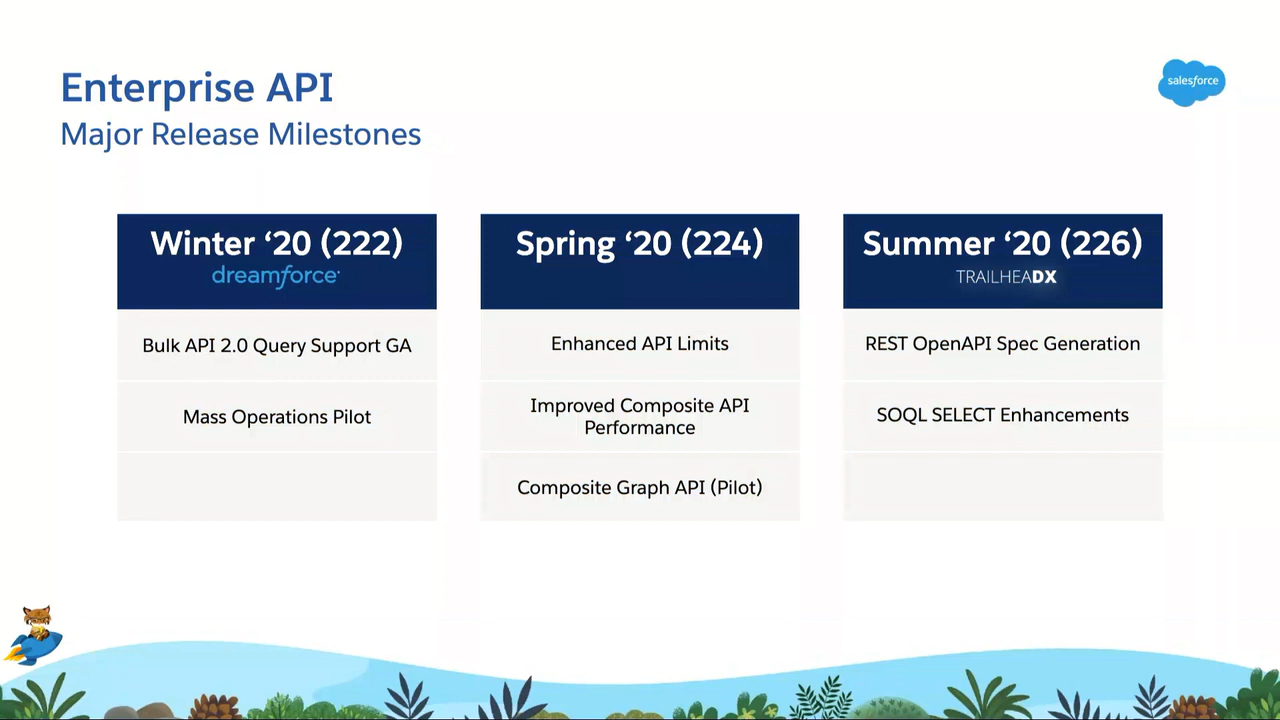 Enterprise API
Major Release Milestones
salesforce
Winter ‘20 (222)
dreamforce
Bulk API 2.0 Query Support GA
Mass Operations Pilot
Spring ‘20 (224)
Enhanced API Limits
Improved Composite API
Performance
Composite Graph API (Pilot)
Summer ‘20 (226)
TRAILHEADX
REST OpenAPI Spec Generation
SOQL SELECT Enhancements